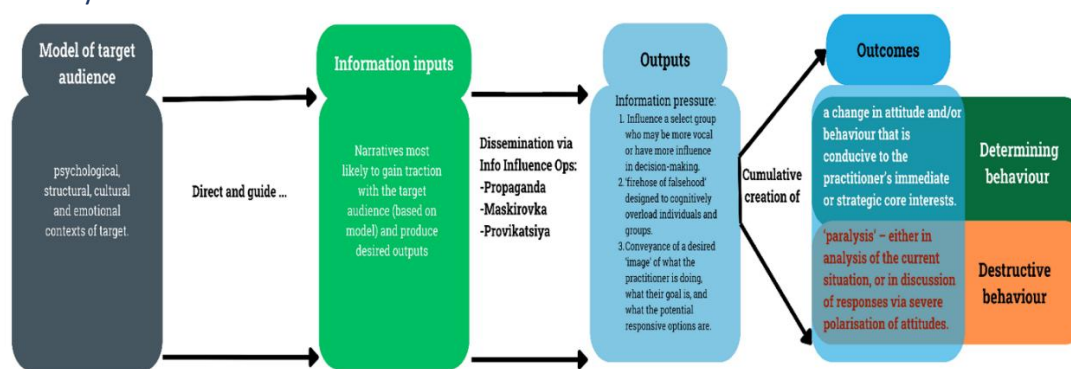 Model of target
audience
psychological,
structural, cultural
and emotional
contexts of target.
Direct and guide ...
Information inputs
Narratives most
likely to gain traction
with the target
audience (based on
model) and produce
desired outputs
Dissemination via
Info Influence Ops:
-Propaganda
-Maskirovka
-Provikatsiya
Outputs
Information pressure:
1. Influence a select group
who may be more vocal
or have more influence
in decision-making.
2. 'firehose of falsehood'
designed to cognitively
overload individuals and
groups.
3. Conveyance of a desired
'image' of what the
practitioner is doing,
what their goal is, and
what the potential
responsive options are.
Cumulative
creation of
Outcomes
a change in attitude and/or
behaviour that is
conducive to the
practitioner's immediate
or strategic core interests.
Determining
behaviour
'paralysis' – either in
analysis of the current
situation, or in discussion
of responses via severe
polarisation of attitudes.
Destructive
behaviour